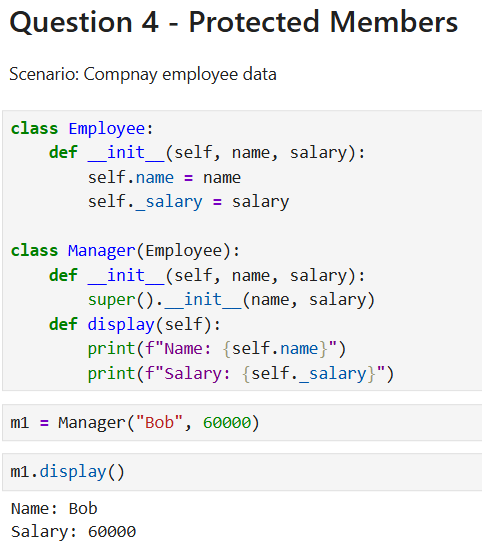 Question 4 - Protected Members
Scenario: Compnay employee data
class Employee:
    def __init__(self, name, salary):
        self.name = name
        self._salary = salary

class Manager(Employee):
    def __init__(self, name, salary):
        super().__init__(name, salary)
    def display(self):
        print(f"Name: {self.name}")
        print(f"Salary: {self._salary}")
m1 = Manager("Bob", 60000)
m1.display()
Name: Bob
Salary: 60000